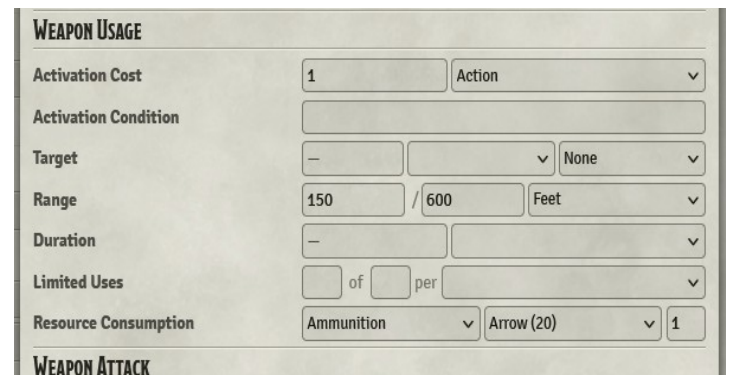 WEAPON USAGE
Activation Cost 1 Action
Activation Condition
Target — None
Range 150 / 600 Feet
Duration —
Limited Uses of per
Resource Consumption Ammunition Arrow (20) 1
WEAPON ATTACK